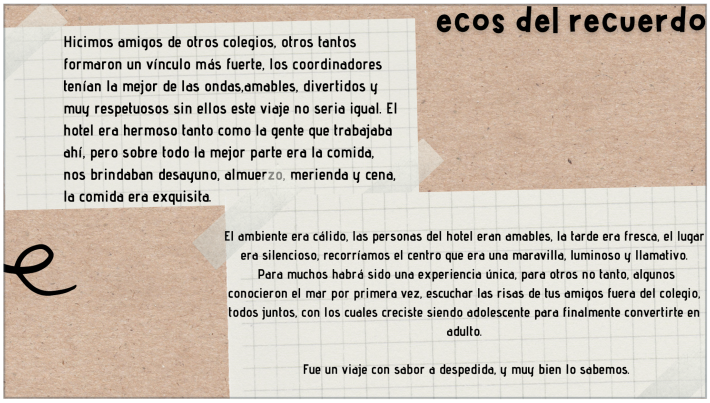 ecos del recuerdo
Hicimos amigos de otros colegios, otros tantos
formaron un vínculo más fuerte, los coordinadores
tenían la mejor de las ondas,amables, divertidos y
muy respetuosos sin ellos este viaje no seria igual. El
hotel era hermoso tanto como la gente que trabajaba
ahí, pero sobre todo la mejor parte era la comida,
nos brindaban desayuno, almuerzo, merienda y cena,
la comida era exquisita.
El ambiente era cálido, las personas del hotel eran amables, la tarde era fresca, el lugar
era silencioso, recorríamos el centro que era una maravilla, luminoso y llamativo.
Para muchos habrá sido una experiencia única, para otros no tanto, algunos
conocieron el mar por primera vez, escuchar las risas de tus amigos fuera del colegio,
todos juntos, con los cuales creciste siendo adolescente para finalmente convertirte en
adulto.
Fue un viaje con sabor a despedida, y muy bien lo sabemos.